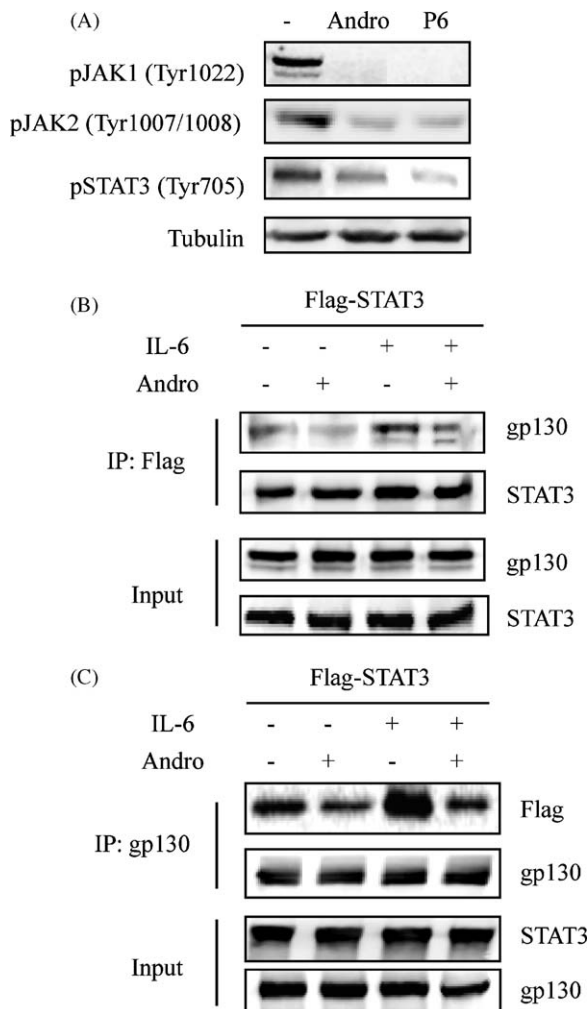 (A)
- Andro P6
pJAK1 (Tyr1022)
pJAK2 (Tyr1007/1008)
pSTAT3 (Tyr705)
Tubulin
(B)
Flag-STAT3
IL-6 - - + +
Andro - + - +
IP: Flag
gp130
STAT3
Input
gp130
STAT3
(C)
Flag-STAT3
IL-6 - - + +
Andro - + - +
IP: gp130
Flag
gp130
Input
STAT3
gp130